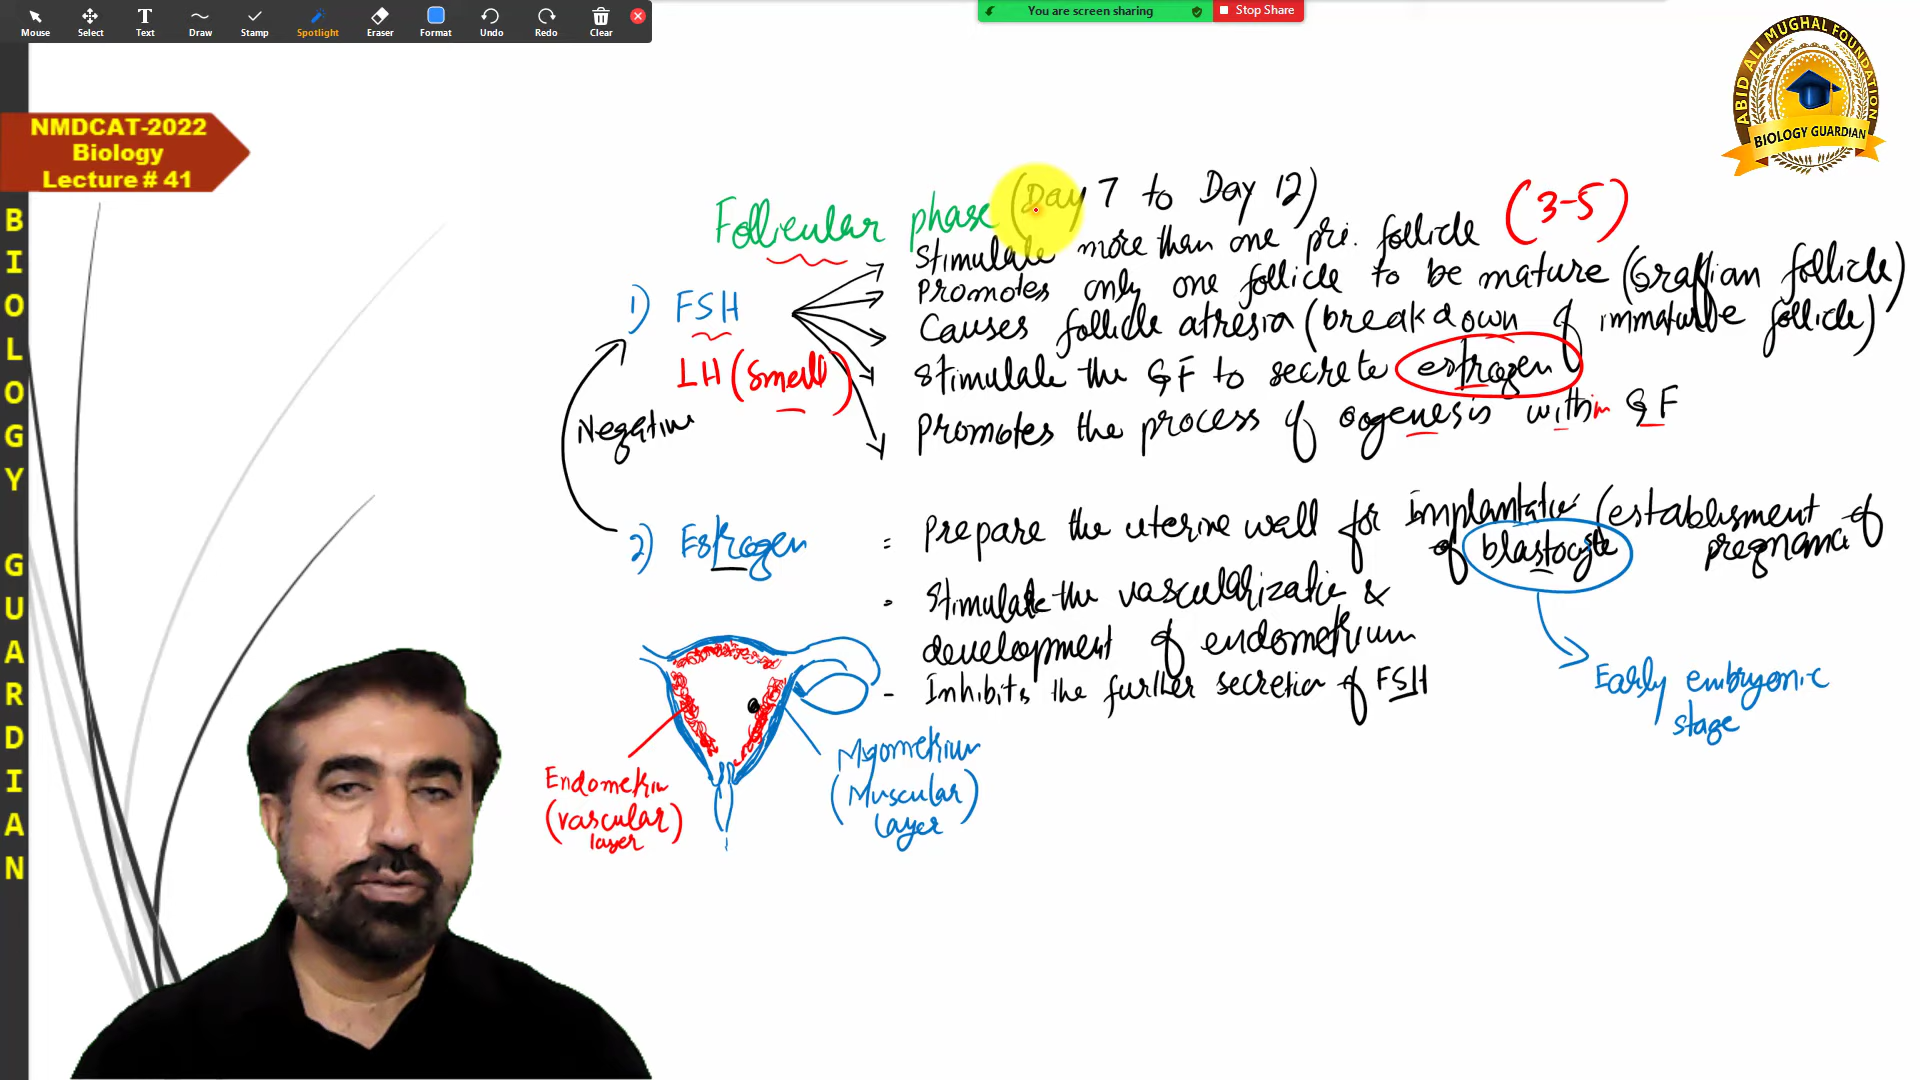 Mouse Select Text Draw Stamp Spotlight Eraser Format Undo Redo Clear
You are screen sharing Stop Share
ABID ALI MUGHAL FOUNDATION
BIOLOGY GUARDIAN
NMDCAT-2022
Biology
Lecture # 41
BIOLOGY GUARDIAN
Follicular phase (Day 7 to Day 12)
(3-5)
1) FSH
LH (Small)
Stimulate more than one pri. follicle
Promotes only one follicle to be mature (Graffian follicle)
Causes follicle atresia (breakdown of immature follicle)
Stimulate the GF to secrete estrogen
Promotes the process of oogenesis within GF
Negative
2) Estrogen
= Prepare the uterine wall for Implantation (establisment of
of blastocyte pregnancy
- Stimulate the vascularization &
development of endometrium
- Inhibits the further secretion of FSH
Early embryonic
stage
Endometrium
(vascular)
layer
Myometrium
(Muscular)
layer